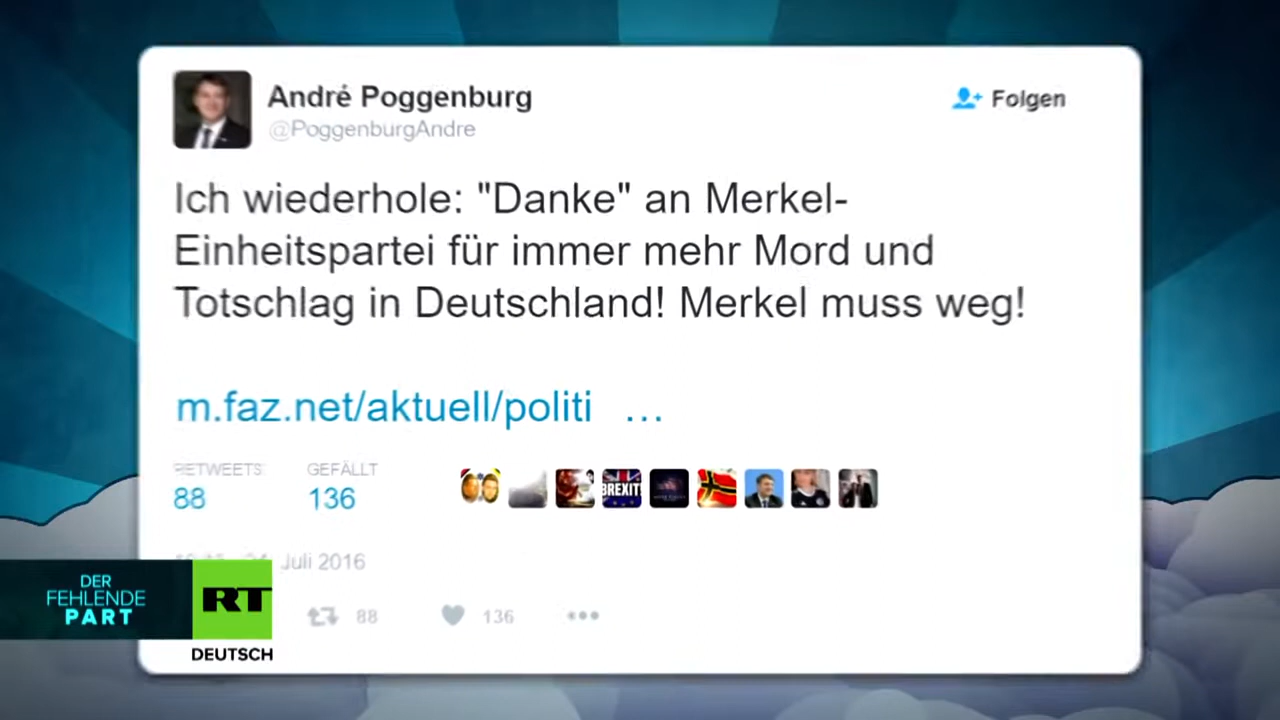 André Poggenburg
@PoggenburgAndre
Folgen
Ich wiederhole: "Danke" an Merkel-
Einheitspartei für immer mehr Mord und
Totschlag in Deutschland! Merkel muss weg!
m.faz.net/aktuell/politi …
RETWEETS
88
GEFÄLLT
136
BREXIT
Juli 2016
88
136
DER
FEHLENDE
PART
RT
DEUTSCH